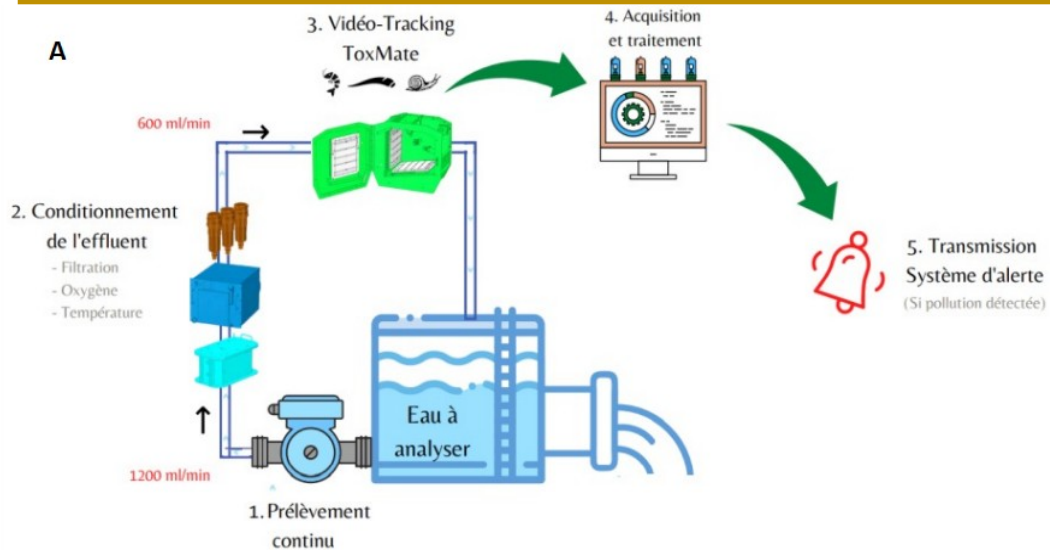 A
1. Prélèvement
continu
1200 ml/min
2. Conditionnement
de l'effluent
- Filtration
- Oxygène
- Température
600 ml/min
3. Vidéo-Tracking
ToxMate
4. Acquisition
et traitement
5. Transmission
Système d'alerte
(Si pollution détectée)
Eau à
analyser